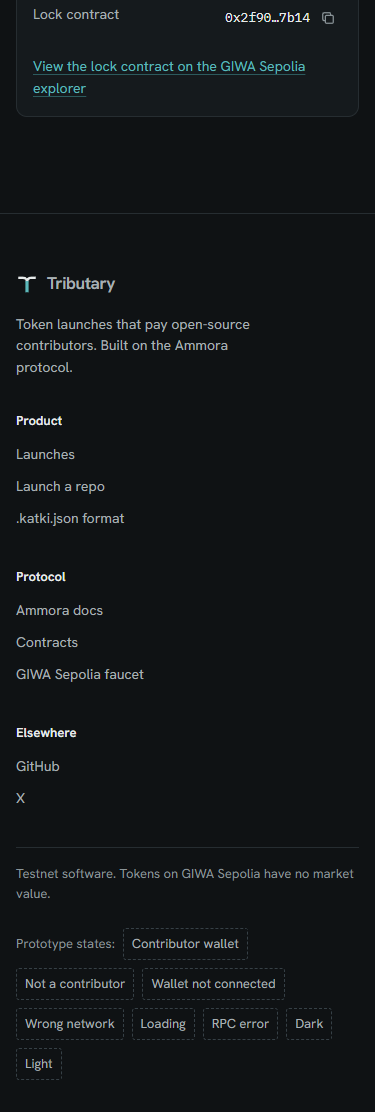 Lock contract 0x2f90…7b14
View the lock contract on the GIWA Sepolia
explorer
Tributary
Token launches that pay open-source
contributors. Built on the Ammora
protocol.
Product
Launches
Launch a repo
.katki.json format
Protocol
Ammora docs
Contracts
GIWA Sepolia faucet
Elsewhere
GitHub
X
Testnet software. Tokens on GIWA Sepolia have no market
value.
Prototype states: Contributor wallet
Not a contributor Wallet not connected
Wrong network Loading RPC error Dark
Light